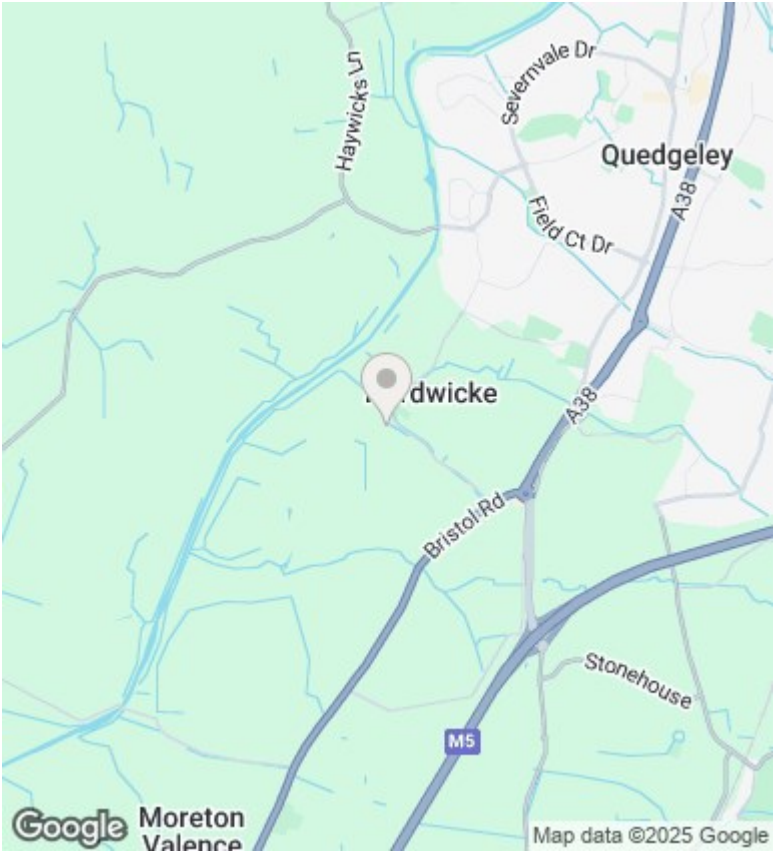 Severnvale Dr
Haywicks Ln
Quedgeley
A38
Field Ct Dr
rdwicke
A38
Bristol Rd
Stonehouse
M5
Moreton
Valence
Google
Map data ©2025 Google